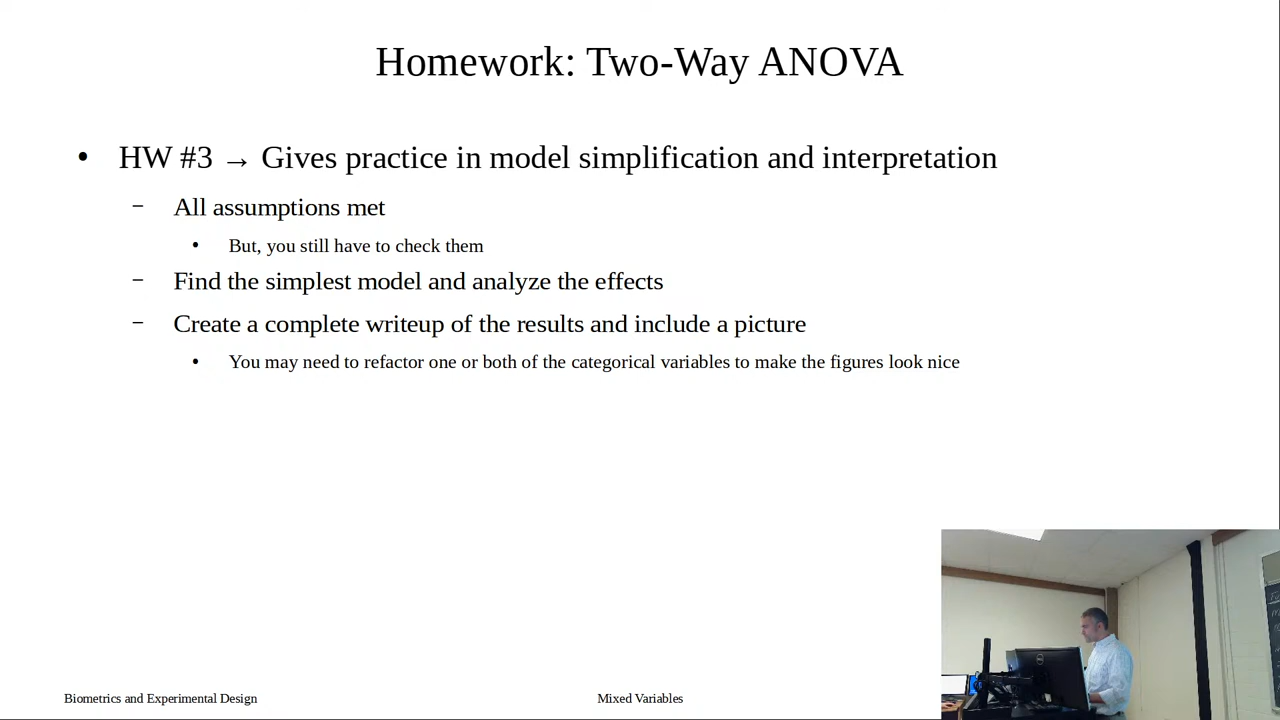 Homework: Two-Way ANOVA
• HW #3 → Gives practice in model simplification and interpretation
– All assumptions met
• But, you still have to check them
– Find the simplest model and analyze the effects
– Create a complete writeup of the results and include a picture
• You may need to refactor one or both of the categorical variables to make the figures look nice
Biometrics and Experimental Design
Mixed Variables